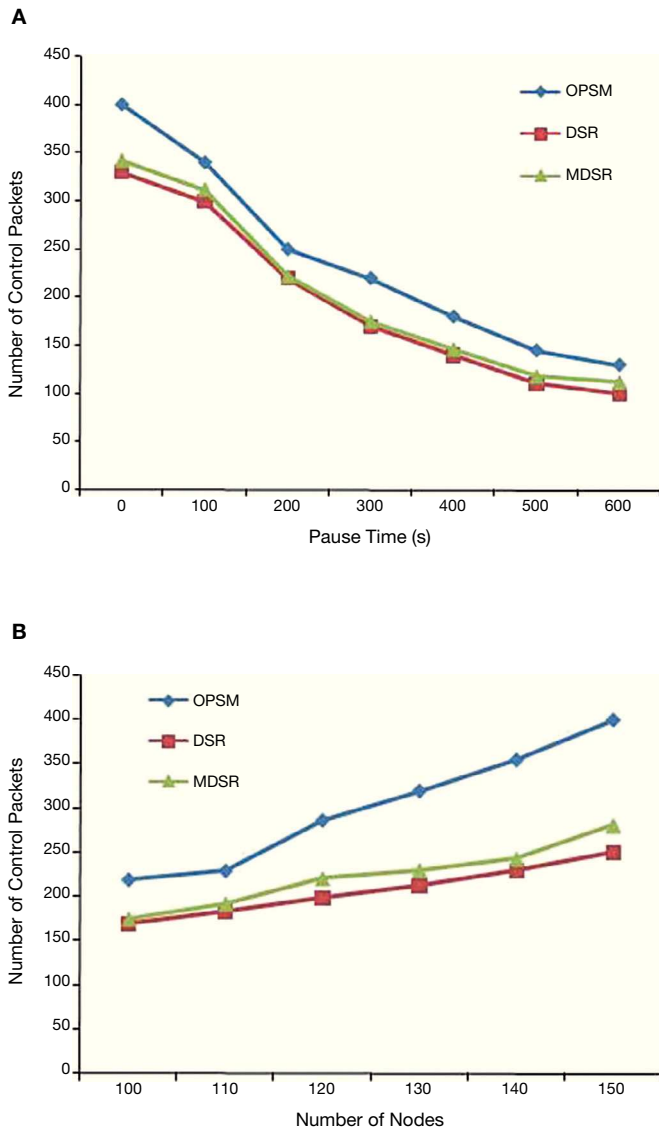 A
450
400
350
300
250
200
150
100
50
0
Number of Control Packets
OPSM
DSR
MDSR
0 100 200 300 400 500 600
Pause Time (s)
B
450
400
350
300
250
200
150
100
50
0
Number of Control Packets
OPSM
DSR
MDSR
100 110 120 130 140 150
Number of Nodes